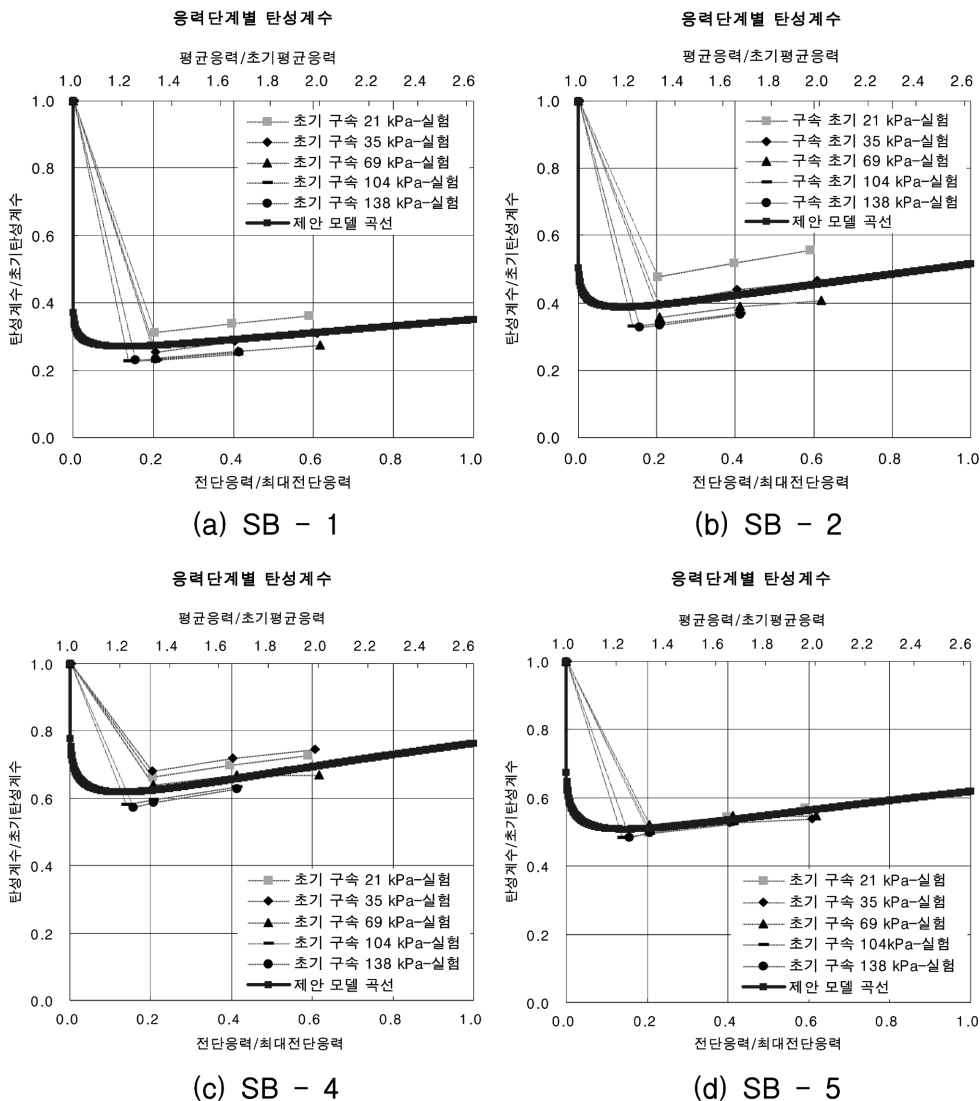 응력단계별 탄성계수
평균응력/초기평균응력
1.0 1.2 1.4 1.6 1.8 2.0 2.2 2.4 2.6
1.0
0.8
0.6
0.4
0.2
0.0
탄성계수/초기탄성계수
초기 구속 21 kPa-실험
초기 구속 35 kPa-실험
초기 구속 69 kPa-실험
초기 구속 104 kPa-실험
초기 구속 138 kPa-실험
제안 모델 곡선
0.0 0.2 0.4 0.6 0.8 1.0
전단응력/최대전단응력
(a) SB - 1
응력단계별 탄성계수
평균응력/초기평균응력
1.0 1.2 1.4 1.6 1.8 2.0 2.2 2.4 2.6
1.0
0.8
0.6
0.4
0.2
0.0
탄성계수/초기탄성계수
구속 초기 21 kPa-실험
구속 초기 35 kPa-실험
구속 초기 69 kPa-실험
구속 초기 104 kPa-실험
구속 초기 138 kPa-실험
제안 모델 곡선
0.0 0.2 0.4 0.6 0.8 1.0
전단응력/최대전단응력
(b) SB - 2
응력단계별 탄성계수
평균응력/초기평균응력
1.0 1.2 1.4 1.6 1.8 2.0 2.2 2.4 2.6
1.0
0.8
0.6
0.4
0.2
0.0
탄성계수/초기탄성계수
초기 구속 21 kPa-실험
초기 구속 35 kPa-실험
초기 구속 69 kPa-실험
초기 구속 104 kPa-실험
초기 구속 138 kPa-실험
제안 모델 곡선
0.0 0.2 0.4 0.6 0.8 1.0
전단응력/최대전단응력
(c) SB - 4
응력단계별 탄성계수
평균응력/초기평균응력
1.0 1.2 1.4 1.6 1.8 2.0 2.2 2.4 2.6
1.0
0.8
0.6
0.4
0.2
0.0
탄성계수/초기탄성계수
초기 구속 21 kPa-실험
초기 구속 35 kPa-실험
초기 구속 69 kPa-실험
초기 구속 104kPa-실험
초기 구속 138 kPa-실험
제안 모델 곡선
0.0 0.2 0.4 0.6 0.8 1.0
전단응력/최대전단응력
(d) SB - 5